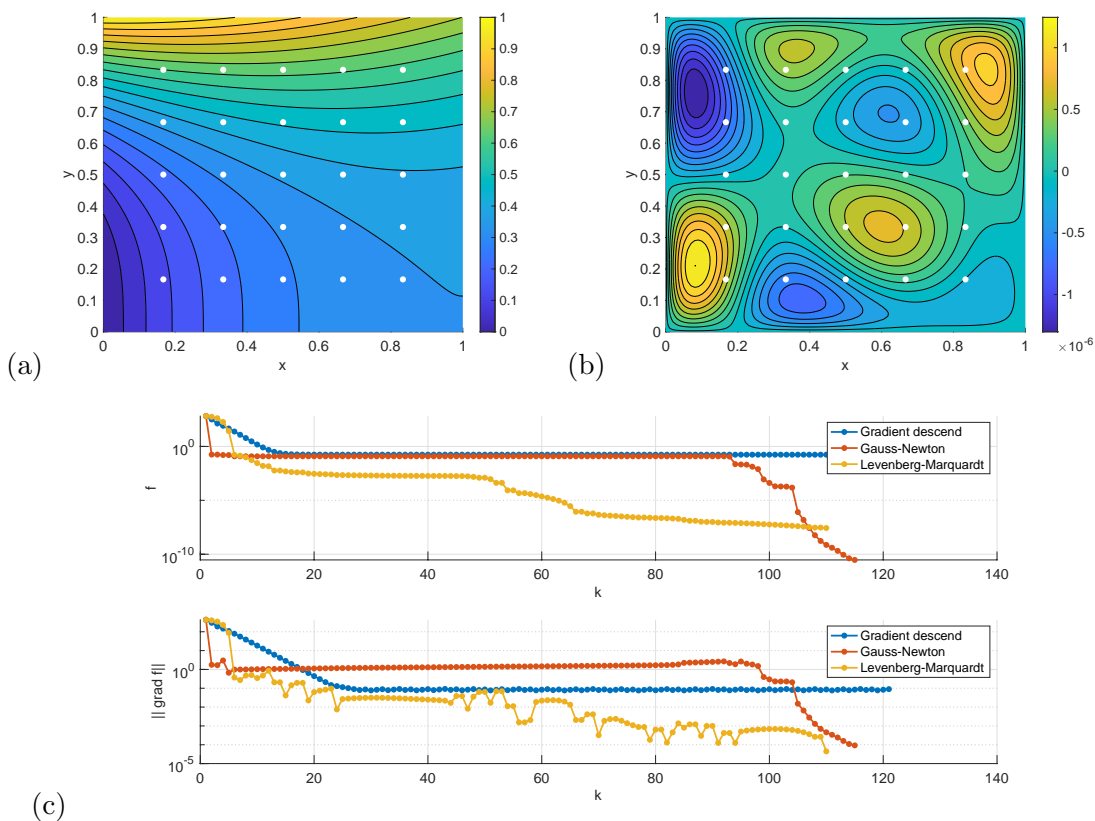 1
0.9
0.8
0.7
0.6
0.5
0.4
0.3
0.2
0.1
0
y
0 0.2 0.4 0.6 0.8 1
x
1
0.9
0.8
0.7
0.6
0.5
0.4
0.3
0.2
0.1
0
(a)
1
0.9
0.8
0.7
0.6
0.5
0.4
0.3
0.2
0.1
0
y
0 0.2 0.4 0.6 0.8 1
x
1
0.5
0
-0.5
-1
×10^-6
(b)
10^0
10^-10
f
Gradient descend
Gauss-Newton
Levenberg-Marquardt
0 20 40 60 80 100 120 140
k
10^0
10^-5
|| grad f||
Gradient descend
Gauss-Newton
Levenberg-Marquardt
0 20 40 60 80 100 120 140
k
(c)